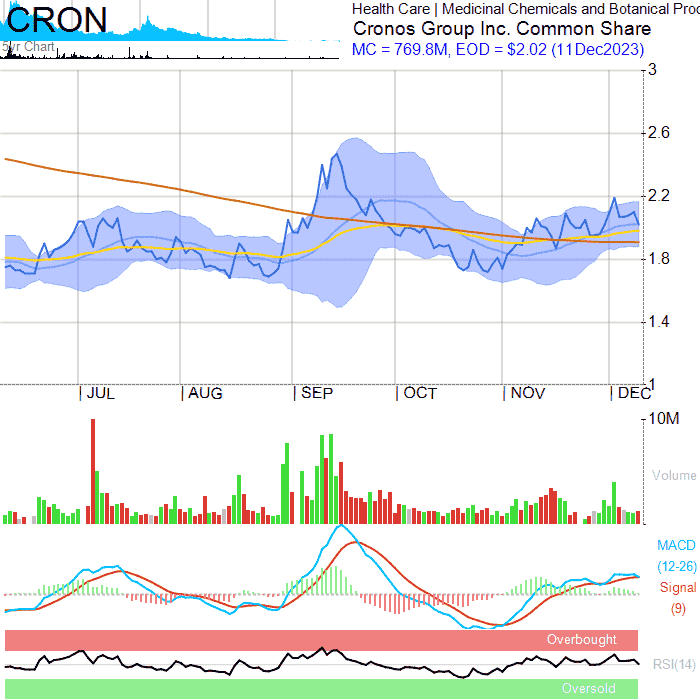 CRON
5yr Chart
Health Care | Medicinal Chemicals and Botanical Proc
Cronos Group Inc. Common Share
MC = 769.8M, EOD = $2.02 (11Dec2023)
3
2.6
2.2
1.8
1.4
1
| JUL | AUG | SEP | OCT | NOV | DEC
10M
Volume
MACD
(12-26)
Signal
(9)
Overbought
RSI(14)
Oversold